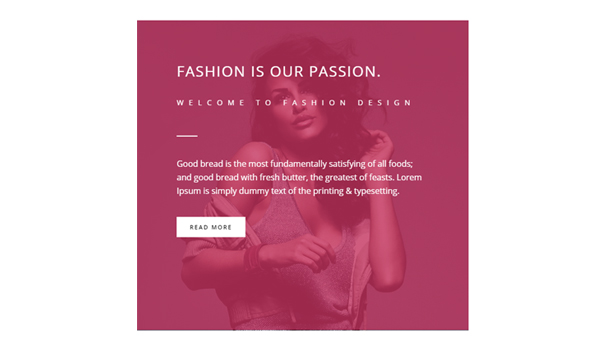 FASHION IS OUR PASSION.
WELCOME TO FASHION DESIGN
Good bread is the most fundamentally satisfying of all foods;
and good bread with fresh butter, the greatest of feasts. Lorem
Ipsum is simply dummy text of the printing & typesetting.
READ MORE